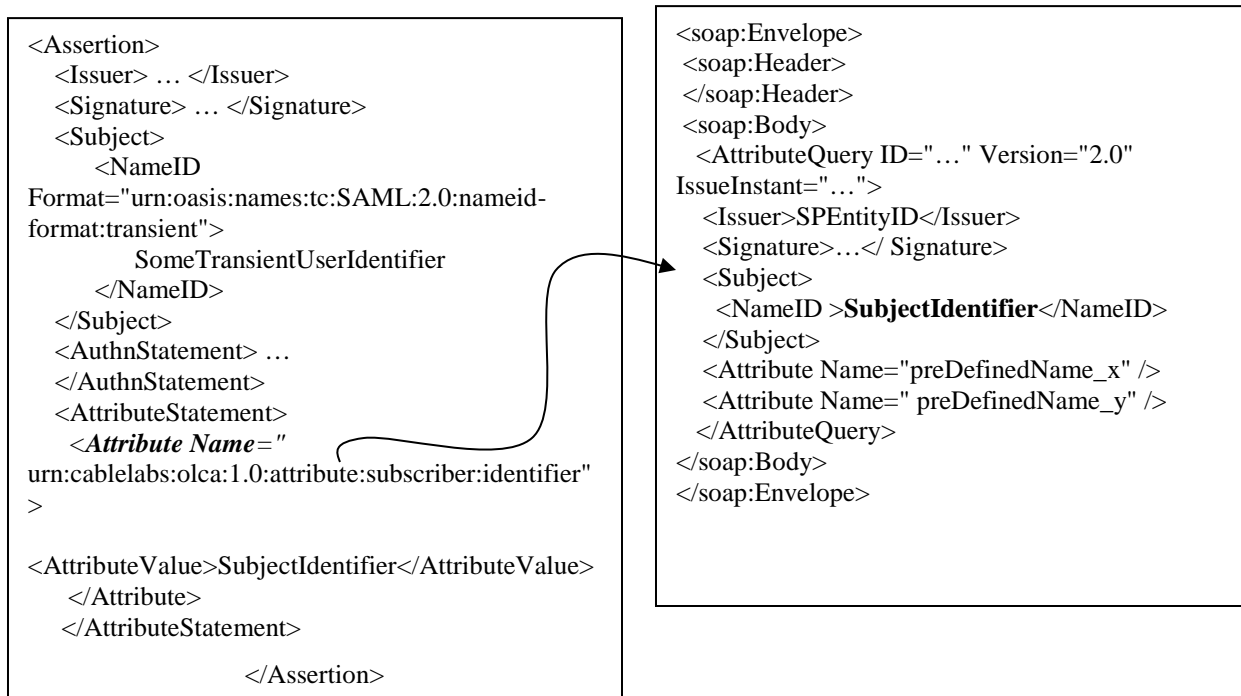 <Assertion>
<Issuer> … </Issuer>
<Signature> … </Signature>
<Subject>
<NameID
Format="urn:oasis:names:tc:SAML:2.0:nameid-
format:transient">
SomeTransientUserIdentifier
</NameID>
</Subject>
<AuthnStatement> …
</AuthnStatement>
<AttributeStatement>
<Attribute Name="
urn:cablelabs:olca:1.0:attribute:subscriber:identifier"
>
<AttributeValue>SubjectIdentifier</AttributeValue>
</Attribute>
</AttributeStatement>
</Assertion>
<soap:Envelope>
<soap:Header>
</soap:Header>
<soap:Body>
<AttributeQuery ID="…" Version="2.0"
IssueInstant="…">
<Issuer>SPEntityID</Issuer>
<Signature>…</ Signature>
<Subject>
<NameID >SubjectIdentifier</NameID>
</Subject>
<Attribute Name="preDefinedName_x" />
<Attribute Name=" preDefinedName_y" />
</AttributeQuery>
</soap:Body>
</soap:Envelope>